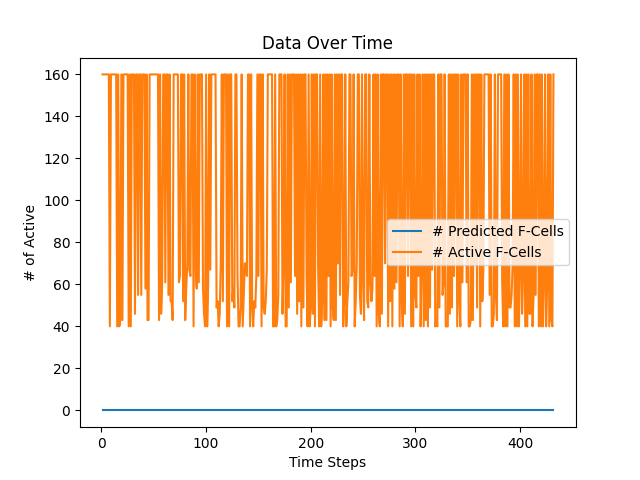 Data Over Time
# of Active
160
140
120
100
80
60
40
20
0
# Predicted F-Cells
# Active F-Cells
0 100 200 300 400
Time Steps